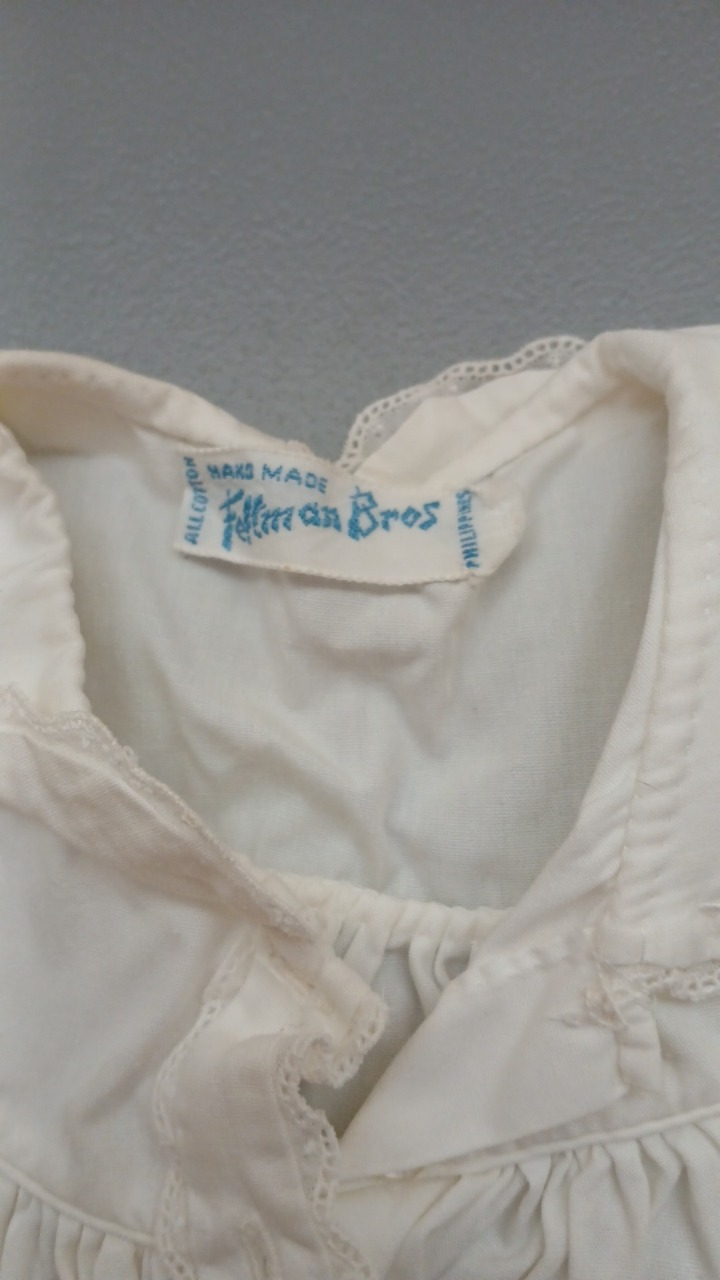 ALL COTTON
HAND MADE
Feltman Bros
PHILIPPINES